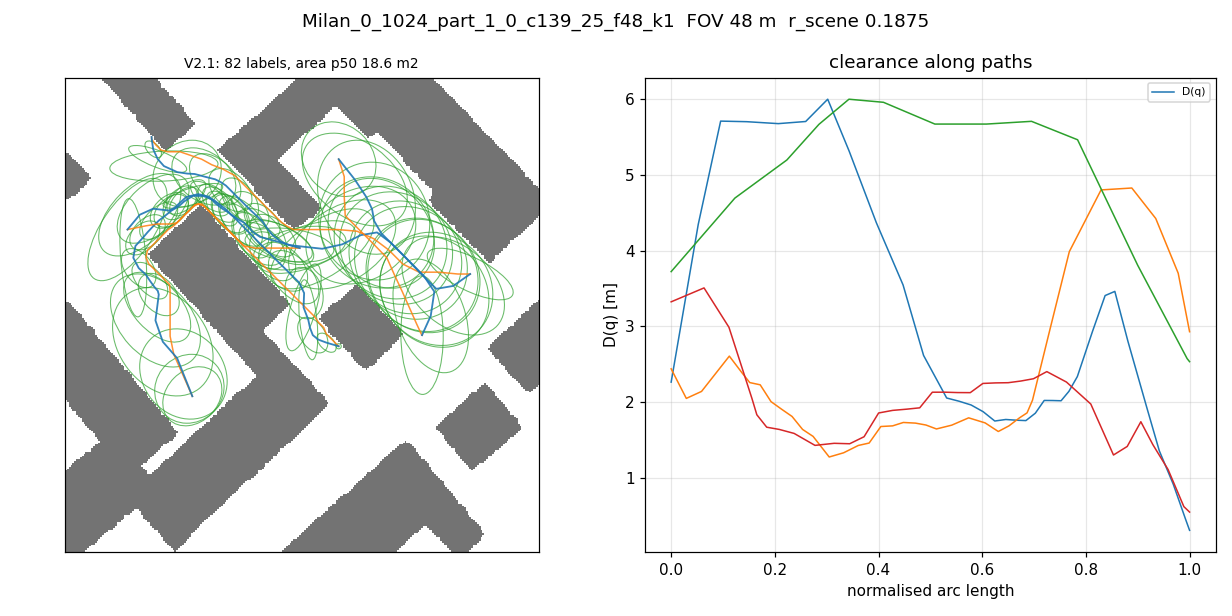 Milan_0_1024_part_1_0_c139_25_f48_k1  FOV 48 m  r_scene 0.1875
V2.1: 82 labels, area p50 18.6 m2
clearance along paths
D(q)
6
5
4
3
2
1
D(q) [m]
0.0 0.2 0.4 0.6 0.8 1.0
normalised arc length